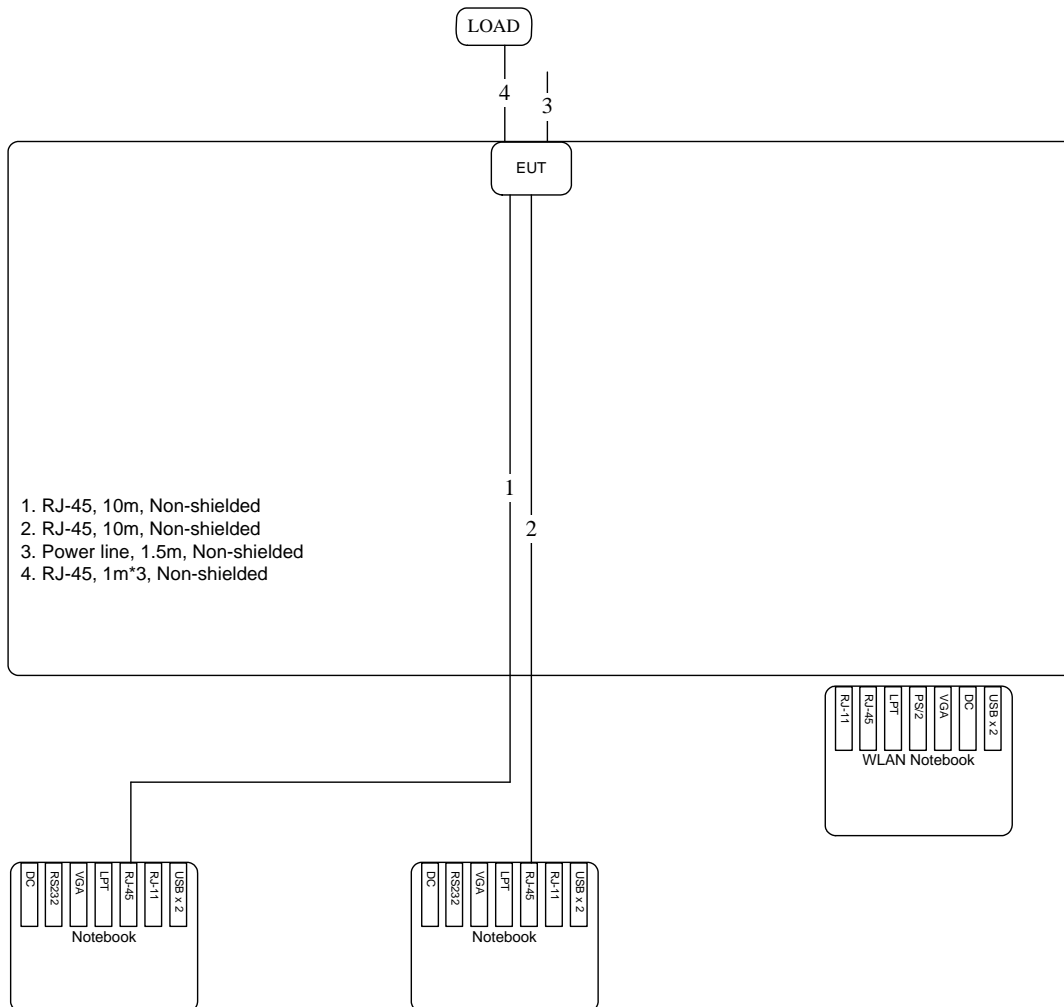 LOAD
4
3
EUT
1
2
1. RJ-45, 10m, Non-shielded
2. RJ-45, 10m, Non-shielded
3. Power line, 1.5m, Non-shielded
4. RJ-45, 1m*3, Non-shielded
RJ-11
RJ-45
LPT
PS/2
VGA
DC
USB x 2
WLAN Notebook
DC
RS232
VGA
LPT
RJ-45
RJ-11
USB x 2
Notebook
DC
RS232
VGA
LPT
RJ-45
RJ-11
USB x 2
Notebook